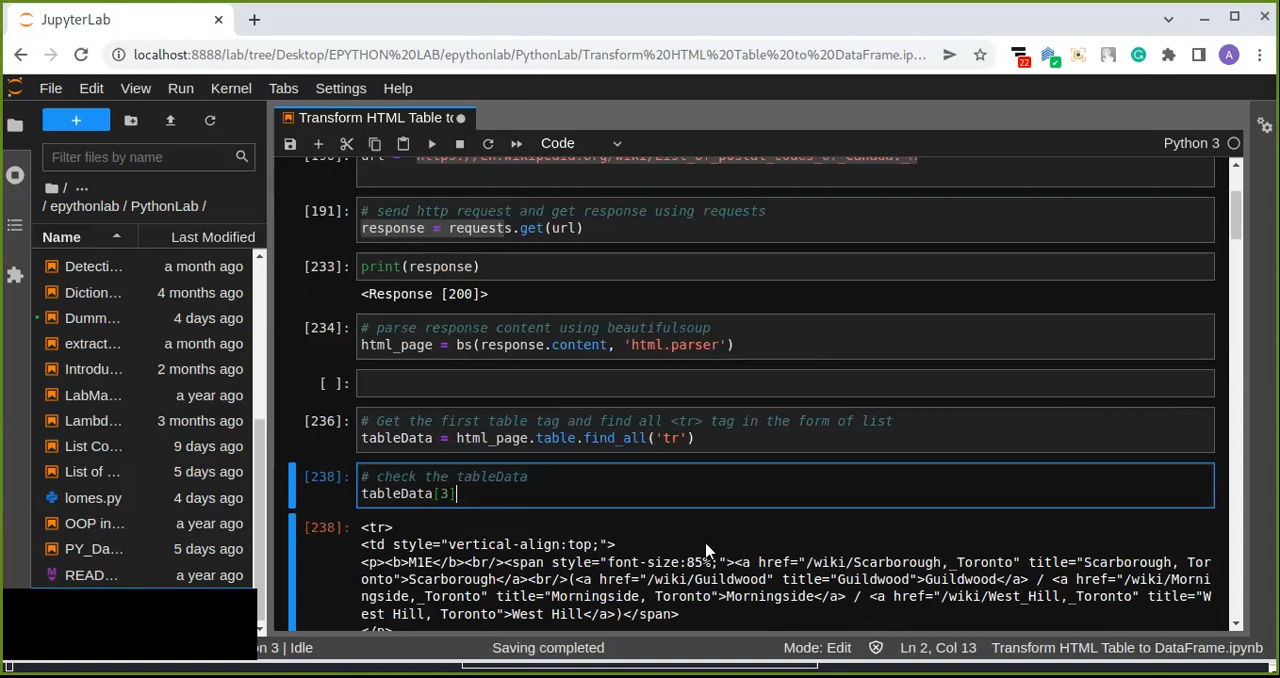 JupyterLab
localhost:8888/lab/tree/Desktop/EPYTHON%20LAB/epythonlab/PythonLab/Transform%20HTML%20Table%20to%20DataFrame.ip...
22
A
File Edit View Run Kernel Tabs Settings Help
Transform HTML Table to
Code
Python 3
Filter files by name
/ ...
/ epythonlab / PythonLab /
Name Last Modified
Detecti... a month ago
Diction... 4 months ago
Dumm... 4 days ago
extract... a month ago
Introdu... 2 months ago
LabMa... a year ago
Lambd... 3 months ago
List Co... 9 days ago
List of ... 5 days ago
lomes.py 4 days ago
OOP in... a year ago
PY_Da... 5 days ago
READ... a year ago
[191]: # send http request and get response using requests
response = requests.get(url)
[233]: print(response)
<Response [200]>
[234]: # parse response content using beautifulsoup
html_page = bs(response.content, 'html.parser')
[ ]:
[236]: # Get the first table tag and find all <tr> tag in the form of list
tableData = html_page.table.find_all('tr')
[238]: # check the tableData
tableData[3]
[238]: <tr>
<td style="vertical-align:top;">
<p><b>M1E</b><br/><span style="font-size:85%;"><a href="/wiki/Scarborough,_Toronto" title="Scarborough, Tor
onto">Scarborough</a><br/>(<a href="/wiki/Guildwood" title="Guildwood">Guildwood</a> / <a href="/wiki/Morni
ngside,_Toronto" title="Morningside, Toronto">Morningside</a> / <a href="/wiki/West_Hill,_Toronto" title="W
est Hill, Toronto">West Hill</a>)</span>
</p>
n 3 | Idle Saving completed Mode: Edit Ln 2, Col 13 Transform HTML Table to DataFrame.ipynb